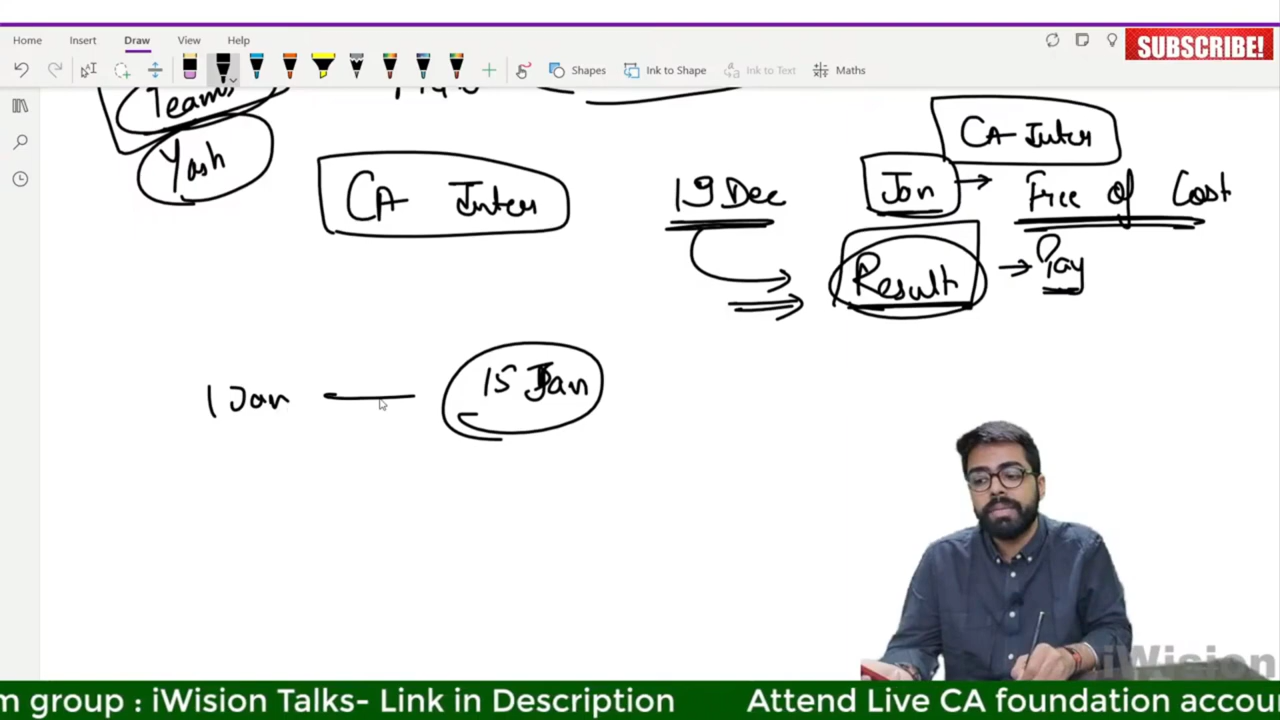 Home Insert Draw View Help
SUBSCRIBE!
Shapes Ink to Shape Ink to Text Maths
Teams
Yash
CA Inter
19 Dec
CA Inter
Jan → Free of Cost
Result → Pay
1 Jan — 15 Jan
iWision
m group : iWision Talks- Link in Description Attend Live CA foundation accou